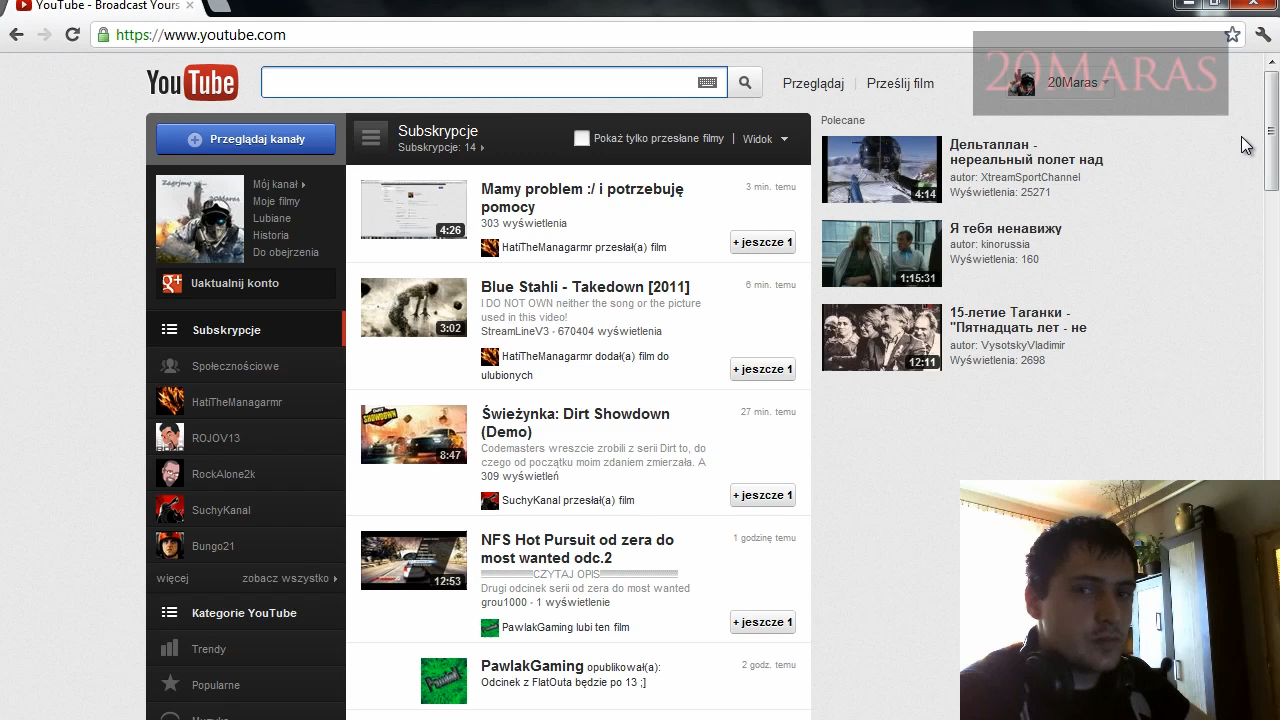 YouTube - Broadcast Yours
https://www.youtube.com
YouTube
Przeglądaj
Prześlij film
20MARAS
20Maras
Przeglądaj kanały
Subskrypcje
Subskrypcje: 14
Pokaż tylko przesłane filmy
Widok
Zagrjmy w...
20Maras
Mój kanał
Moje filmy
Lubiane
Historia
Do obejrzenia
Uaktualnij konto
Subskrypcje
Społecznościowe
HatiTheManagarmr
ROJOV13
RockAlone2k
SuchyKanal
Bungo21
więcej
zobacz wszystko
Kategorie YouTube
Trendy
Popularne
Mamy problem :/ i potrzebuję
pomocy
3 min. temu
303 wyświetlenia
4:26
HatiTheManagarmr przesłał(a) film
+ jeszcze 1
Blue Stahli - Takedown [2011]
6 min. temu
I DO NOT OWN neither the song or the picture
used in this video!
3:02
StreamLineV3 - 670404 wyświetlenia
HatiTheManagarmr dodał(a) film do
ulubionych
+ jeszcze 1
Świeżynka: Dirt Showdown
(Demo)
27 min. temu
SHOWDOWN
Codemasters wreszcie zrobili z serii Dirt to, do
czego od początku moim zdaniem zmierzała. A
8:47
309 wyświetleń
SuchyKanal przesłał(a) film
+ jeszcze 1
NFS Hot Pursuit od zera do
most wanted odc.2
1 godzinę temu
CZYTAJ OPIS
Drugi odcinek serii od zera do most wanted
12:53
grou1000 - 1 wyświetlenie
PawlakGaming lubi ten film
+ jeszcze 1
PawlakGaming opublikował(a):
2 godz. temu
Odcinek z FlatOuta będzie po 13 ;]
Polecane
Дельтаплан -
нереальный полет над
autor: XtreamSportChannel
Wyświetlenia: 25271
4:14
Я тебя ненавижу
autor: kinorussia
Wyświetlenia: 160
1:15:31
15-летие Таганки -
"Пятнадцать лет - не
autor: VysotskyVladimir
Wyświetlenia: 2698
12:11